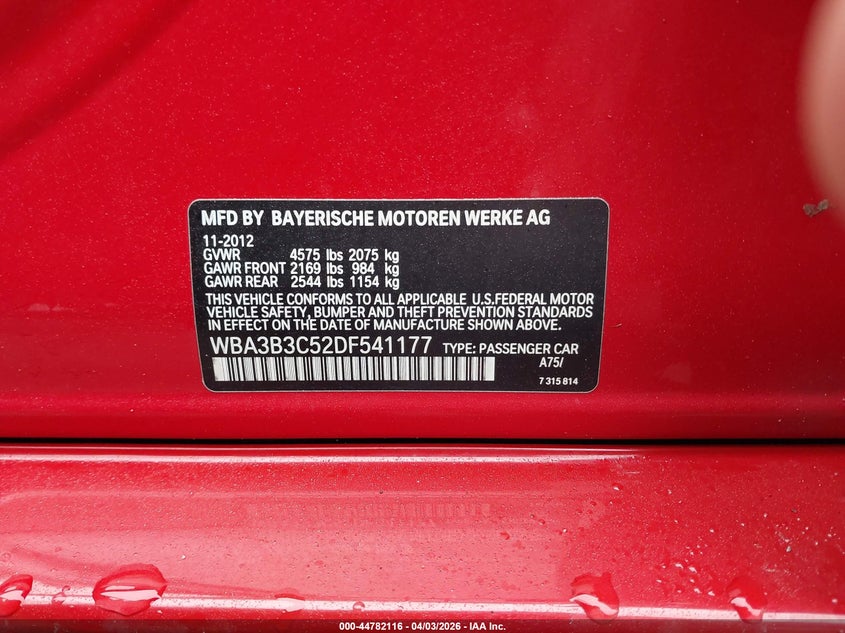 MFD BY BAYERISCHE MOTOREN WERKE AG
11-2012
GVWR 4575 lbs 2075 kg
GAWR FRONT 2169 lbs 984 kg
GAWR REAR 2544 lbs 1154 kg
THIS VEHICLE CONFORMS TO ALL APPLICABLE U.S.FEDERAL MOTOR
VEHICLE SAFETY, BUMPER AND THEFT PREVENTION STANDARDS
IN EFFECT ON THE DATE OF MANUFACTURE SHOWN ABOVE.
WBA3B3C52DF541177 TYPE: PASSENGER CAR
A75/
7 315 814
000-44782116 - 04/03/2026 - IAA Inc.